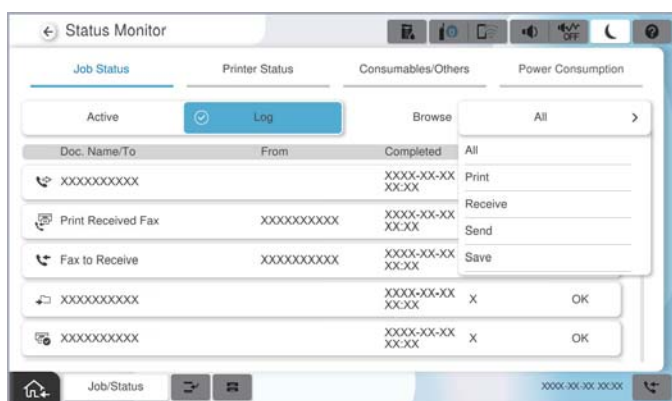 Status Monitor
OFF
Job Status Printer Status Consumables/Others Power Consumption
Active Log Browse All
Doc. Name/To From Completed
All
Print
Receive
Send
Save
XXXXXXXXXX XXXX-XX-XX
XX:XX
Print Received Fax XXXXXXXXXX XXXX-XX-XX
XX:XX
Fax to Receive XXXXXXXXXX XXXX-XX-XX
XX:XX
XXXXXXXXXX XXXX-XX-XX
XX:XX X OK
XXXXXXXXXX XXXX-XX-XX
XX:XX X OK
Job/Status XXXX-XX-XX XX:XX